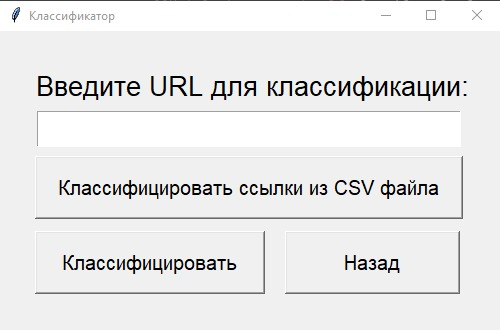 Классификатор
Введите URL для классификации:
Классифицировать ссылки из CSV файла
Классифицировать
Назад